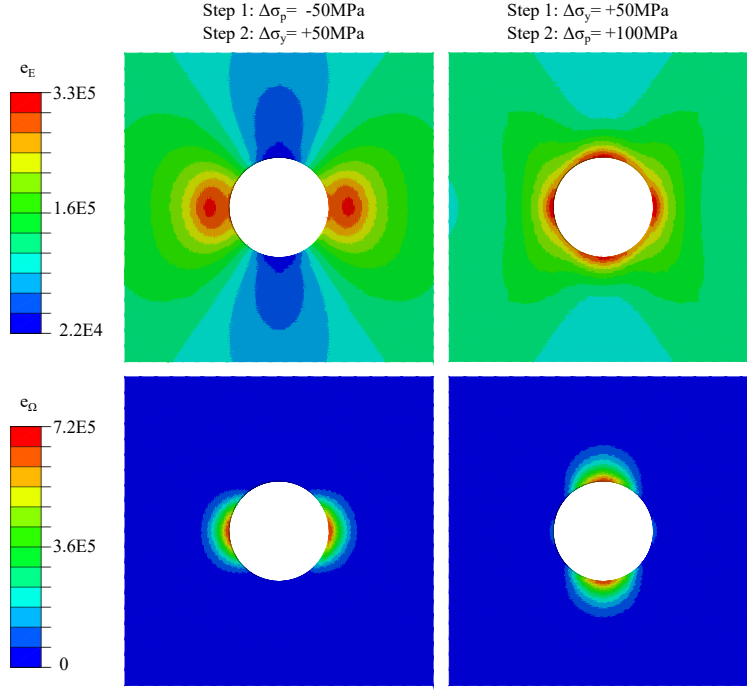 Step 1: Δσp= -50MPa
Step 2: Δσy= +50MPa
Step 1: Δσy= +50MPa
Step 2: Δσp= +100MPa
eE
3.3E5
1.6E5
2.2E4
eΩ
7.2E5
3.6E5
0